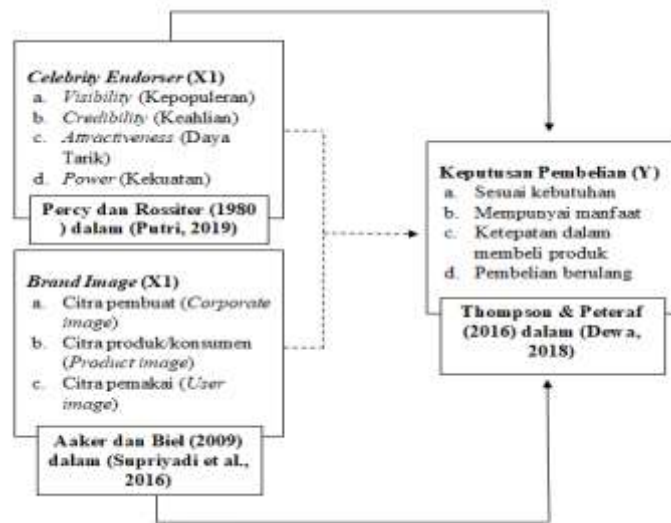 Celebrity Endorser (X1)
a. Visibility (Kepopuleran)
b. Credibility (Keahlian)
c. Attractiveness (Daya
Tarik)
d. Power (Kekuatan)
Percy dan Rossiter (1980
) dalam (Putri, 2019)
Brand Image (X1)
a. Citra pembuat (Corporate
image)
b. Citra produk/konsumen
(Product image)
c. Citra pemakai (User
image)
Aaker dan Biel (2009)
dalam (Supriyadi et al.,
2016)
Keputusan Pembelian (Y)
a. Sesuai kebutuhan
b. Mempunyai manfaat
c. Ketepatan dalam
membeli produk
d. Pembelian berulang
Thompson & Peteraf
(2016) dalam (Dewa,
2018)